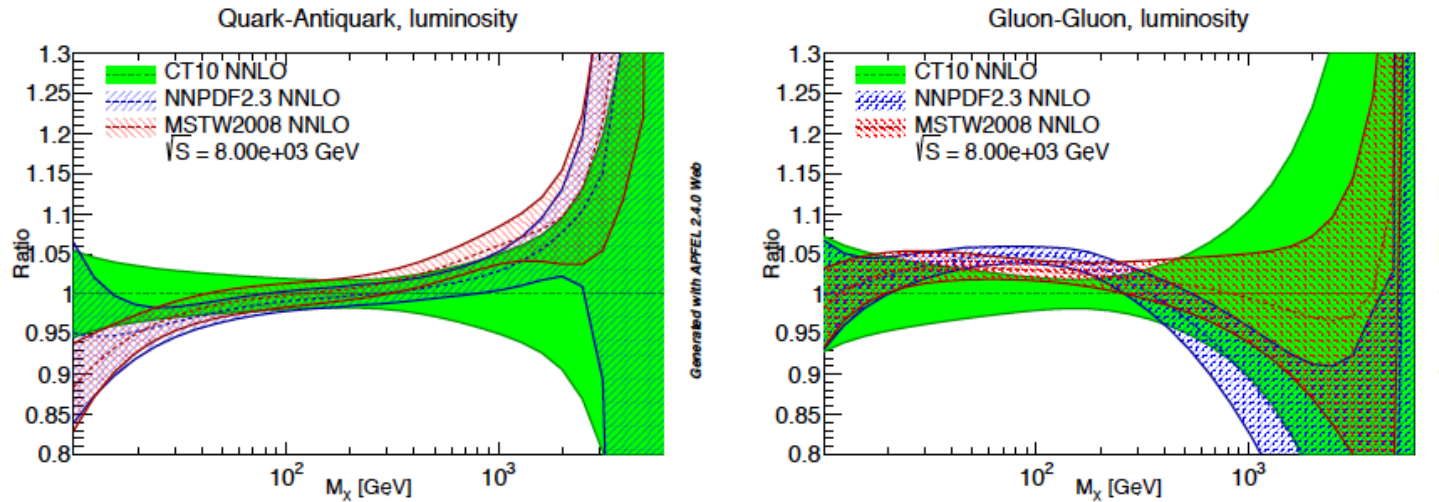 Quark-Antiquark, luminosity
Ratio
1.3
1.25
1.2
1.15
1.1
1.05
1
0.95
0.9
0.85
0.8
CT10 NNLO
NNPDF2.3 NNLO
MSTW2008 NNLO
√S = 8.00e+03 GeV
10²
10³
M_X [GeV]
Generated with APFEL 2.4.0 Web
Gluon-Gluon, luminosity
Ratio
1.3
1.25
1.2
1.15
1.1
1.05
1
0.95
0.9
0.85
0.8
CT10 NNLO
NNPDF2.3 NNLO
MSTW2008 NNLO
√S = 8.00e+03 GeV
10²
10³
M_X [GeV]